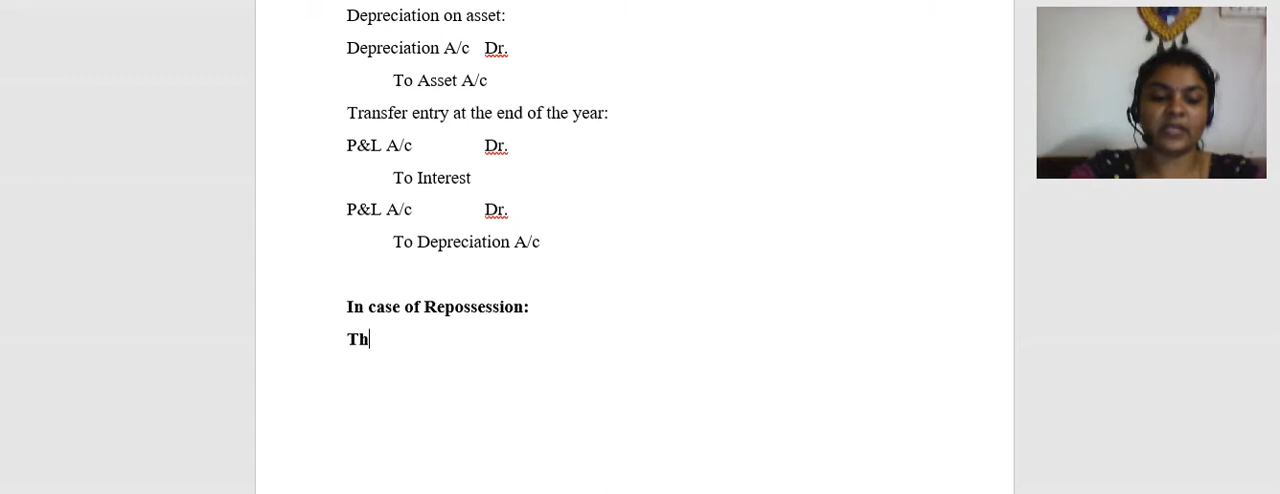 Depreciation on asset:
Depreciation A/c Dr.
To Asset A/c
Transfer entry at the end of the year:
P&L A/c Dr.
To Interest
P&L A/c Dr.
To Depreciation A/c
In case of Repossession:
Th